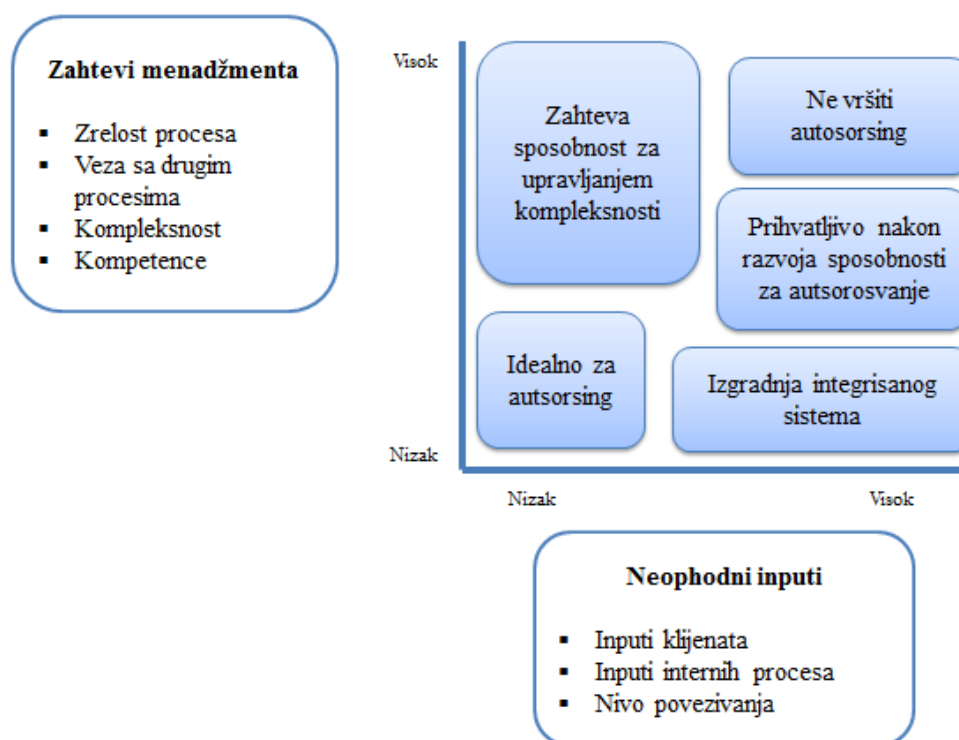 Zahtevi menadžmenta
▪ Zrelost procesa
▪ Veza sa drugim
procesima
▪ Kompleksnost
▪ Kompetence
Visok
Zahteva
sposobnost za
upravljanjem
kompleksnosti
Ne vršiti
autosorsing
Prihvatljivo nakon
razvoja sposobnosti
za autsorosvanje
Idealno za
autsorsing
Izgradnja integrisanog
sistema
Nizak
Nizak
Visok
Neophodni inputi
▪ Inputi klijenata
▪ Inputi internih procesa
▪ Nivo povezivanja